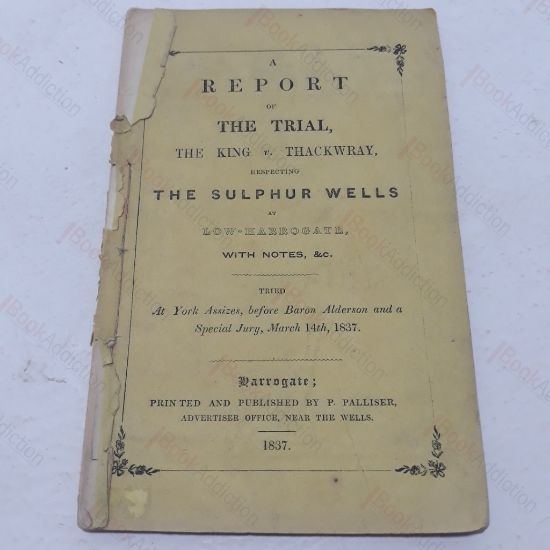 A
REPORT
OF
THE TRIAL,
THE KING v. THACKWRAY,
RESPECTING
THE SULPHUR WELLS
AT
LOW-HARROGATE,
WITH NOTES, &c.
TRIED
At York Assizes, before Baron Alderson and a
Special Jury, March 14th, 1837.
Harrogate;
PRINTED AND PUBLISHED BY P. PALLISER,
ADVERTISER OFFICE, NEAR THE WELLS.
1837.
BookAddiction